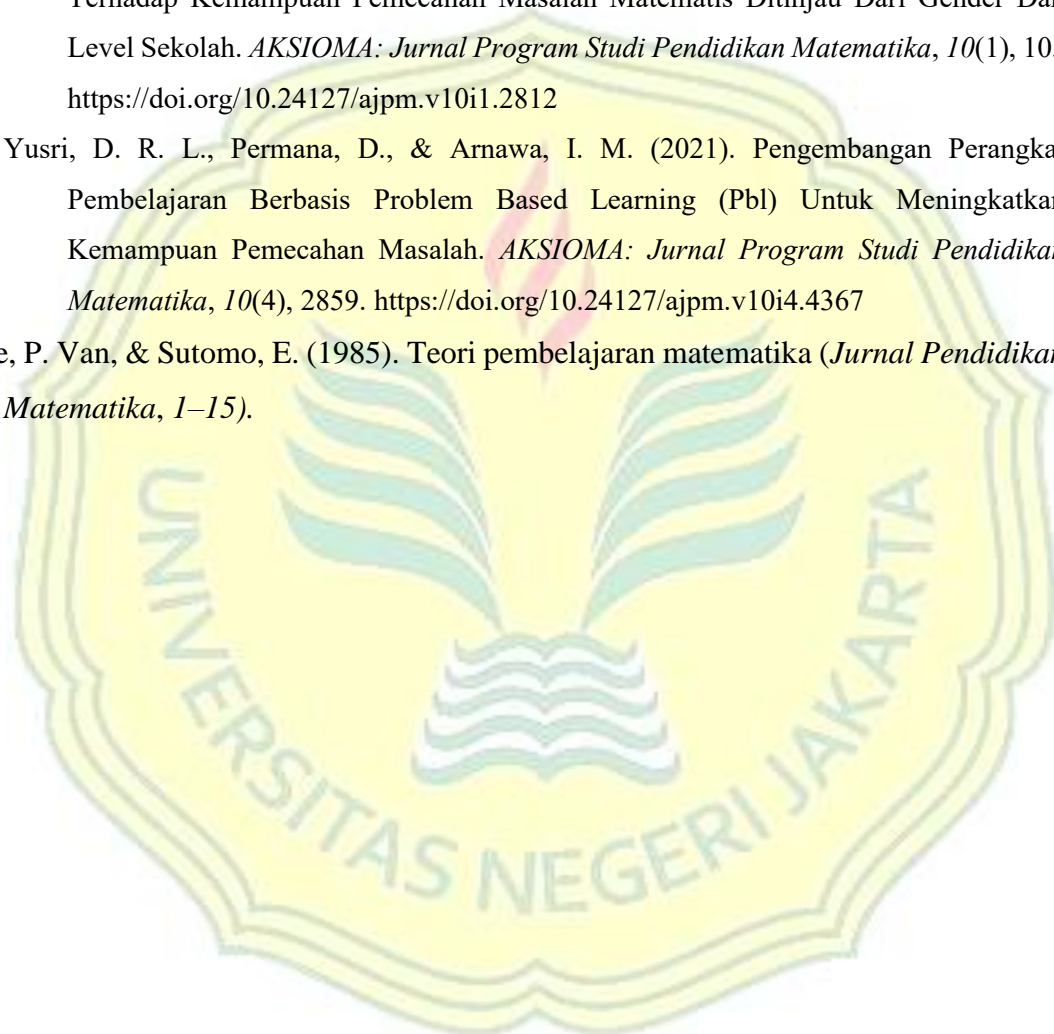 Terhadap Kemampuan Pemecahan Masalah Matematis Ditinjau Dari Gender Dan
Level Sekolah. AKSIOMA: Jurnal Program Studi Pendidikan Matematika, 10(1),
https://doi.org/10.24127/ajpm.v10i1.2812
Yusri, D. R. L., Permana, D., & Arnawa, I. M. (2021). Pengembangan Perangka
Pembelajaran Berbasis Problem Based Learning (Pbl) Untuk Meningkatkan
Kemampuan Pemecahan Masalah. AKSIOMA: Jurnal Program Studi Pendidikan
Matematika, 10(4), 2859. https://doi.org/10.24127/ajpm.v10i4.4367
e, P. Van, & Sutomo, E. (1985). Teori pembelajaran matematika (Jurnal Pendidikan
Matematika, 1–15).
UNIVERSITAS NEGERI JAKARTA